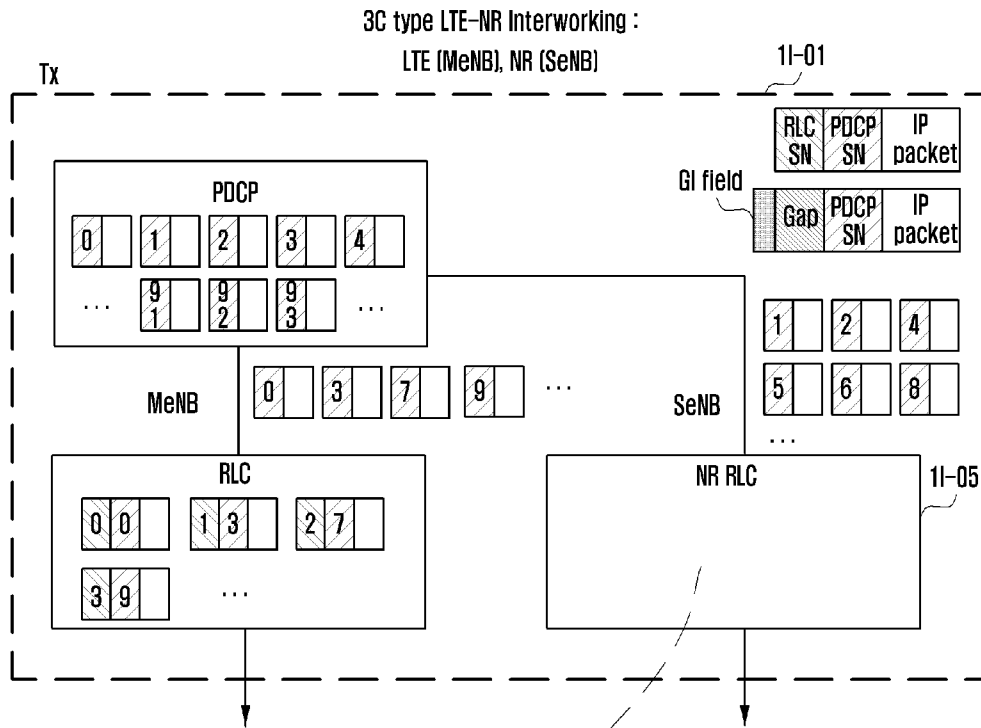 3C type LTE-NR Interworking :
LTE (MeNB), NR (SeNB)
Tx
1I-01
RLC SN PDCP SN IP packet
GI field
Gap PDCP SN IP packet
PDCP
0 1 2 3 4
... 91 92 93 ...
1 2 4
5 6 8
...
MeNB
0 3 7 9 ...
SeNB
RLC
0 0 1 3 2 7
3 9 ...
NR RLC
1I-05